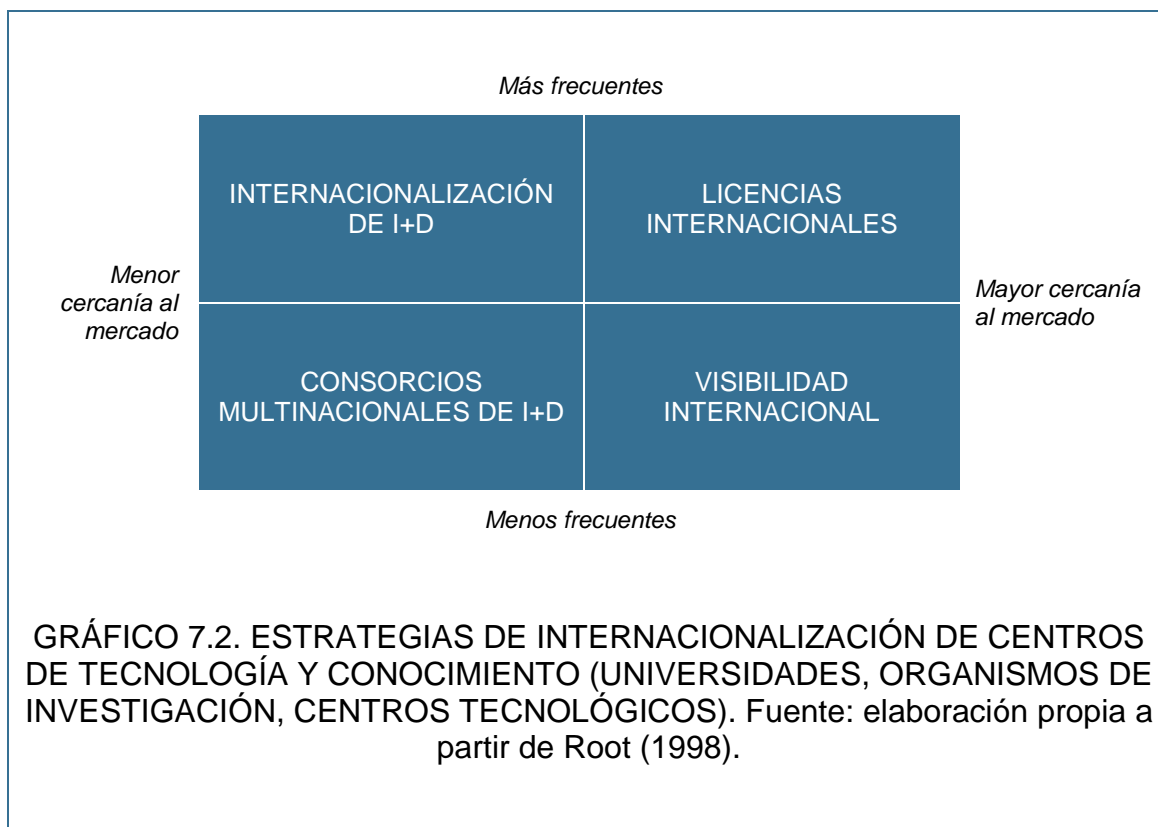 Más frecuentes
INTERNACIONALIZACIÓN
DE I+D
LICENCIAS
INTERNACIONALES
Menor
cercanía al
mercado
Mayor cercanía
al mercado
CONSORCIOS
MULTINACIONALES DE I+D
VISIBILIDAD
INTERNACIONAL
Menos frecuentes
GRÁFICO 7.2. ESTRATEGIAS DE INTERNACIONALIZACIÓN DE CENTROS
DE TECNOLOGÍA Y CONOCIMIENTO (UNIVERSIDADES, ORGANISMOS DE
INVESTIGACIÓN, CENTROS TECNOLÓGICOS). Fuente: elaboración propia a
partir de Root (1998).